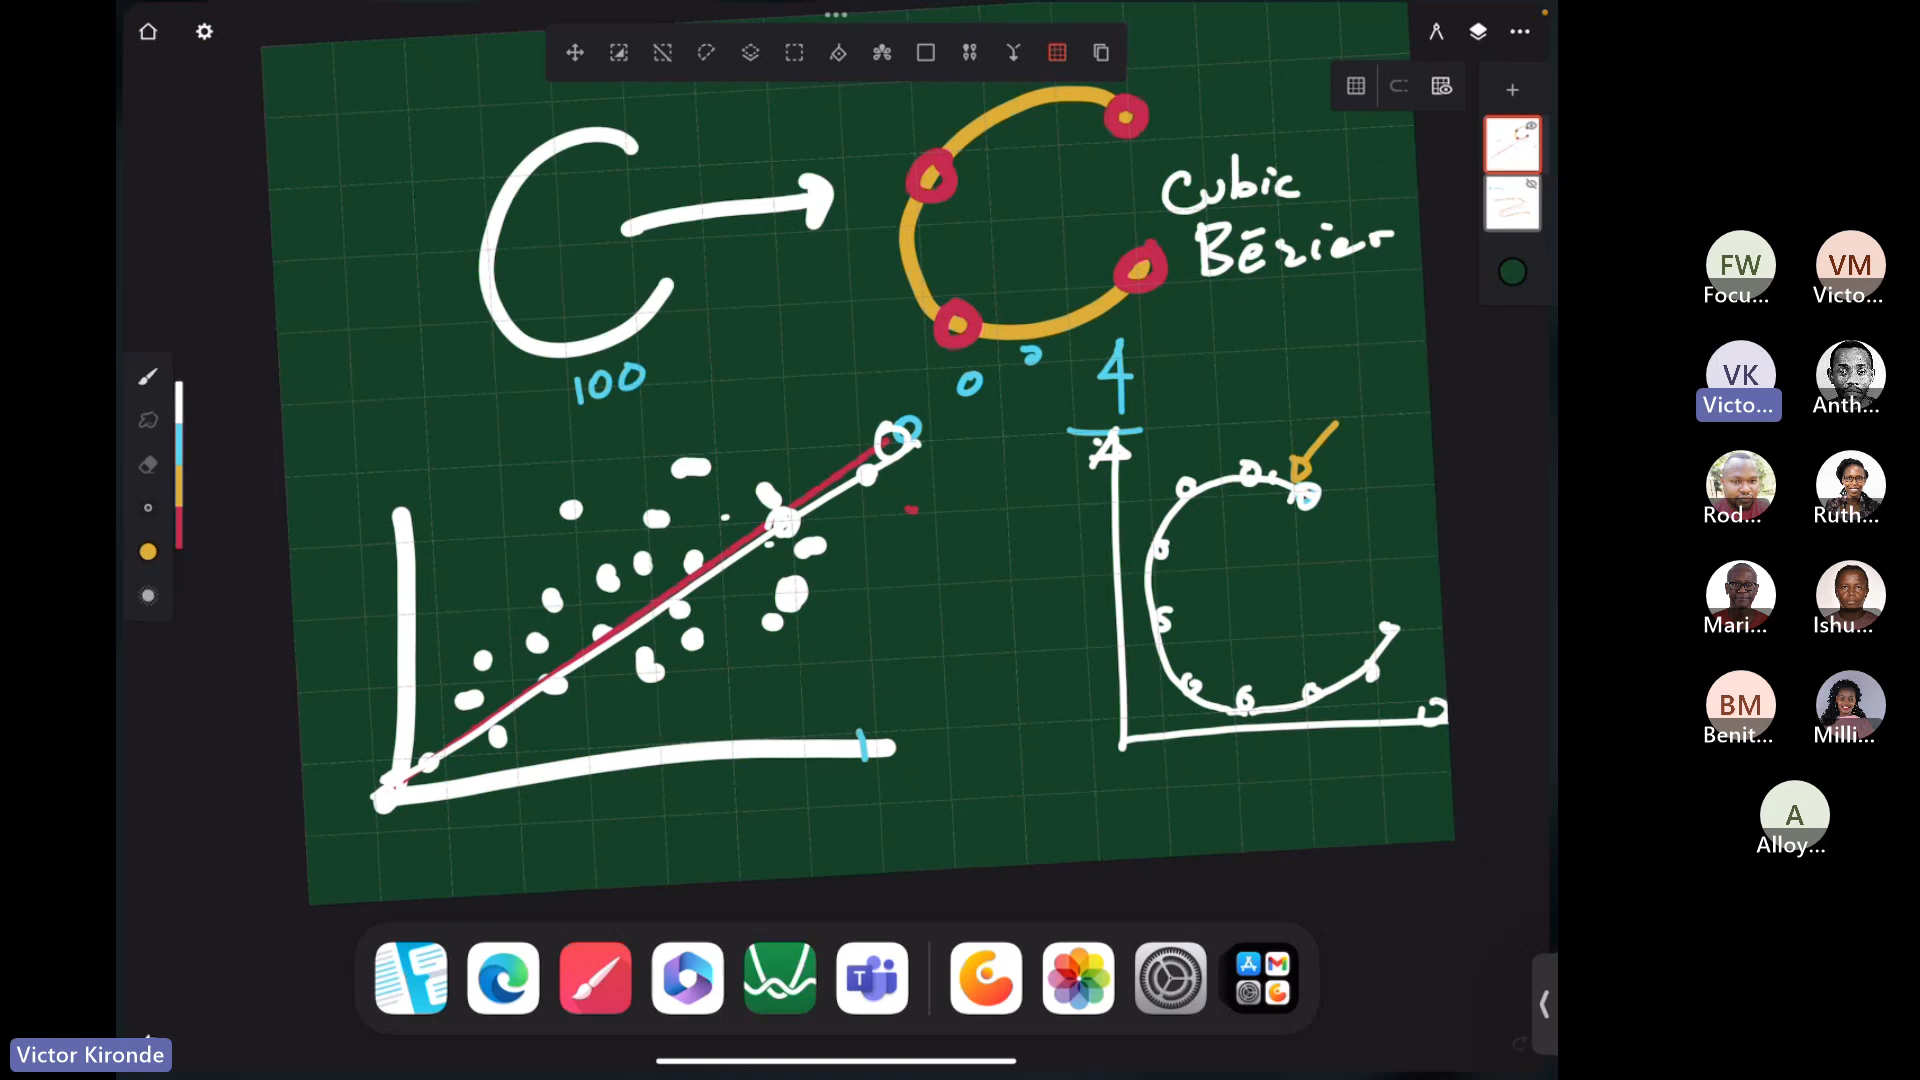 Cubic
Bēzier
100
0
4
FW
Focu...
VM
Victo...
VK
Victo...
Anth...
Rod...
Ruth...
Mari...
Ishu...
BM
Benit...
Milli...
A
Alloy...
Victor Kironde